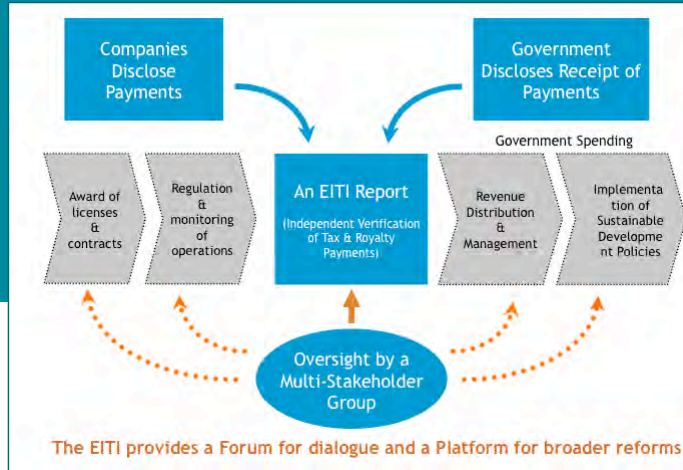 Companies
Disclose
Payments
Government
Discloses Receipt of
Payments
Government Spending
Award of
licenses
&
contracts
Regulation
&
monitoring
of
operations
An EITI Report
(Independent Verification
of Tax & Royalty
Payments)
Revenue
Distribution
&
Management
Implementa
tion of
Sustainable
Developme
nt Policies
Oversight by a
Multi-Stakeholder
Group
The EITI provides a Forum for dialogue and a Platform for broader reforms